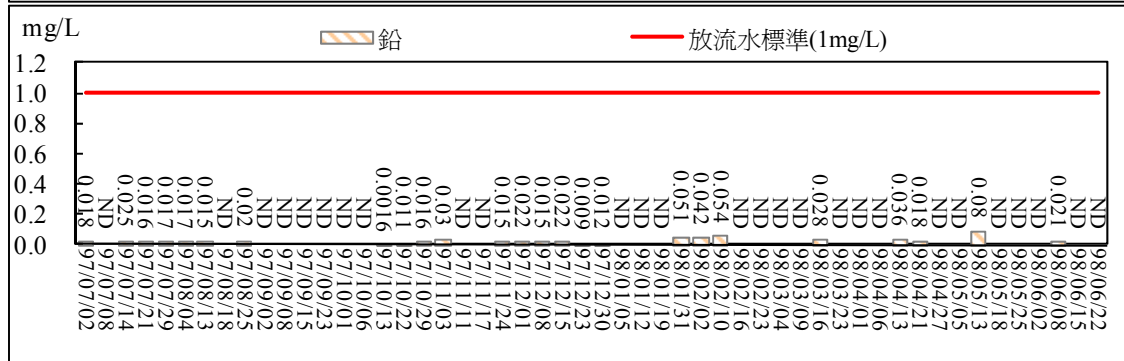 mg/L
鉛
放流水標準(1mg/L)
1.2
1.0
0.8
0.6
0.4
0.2
0.0
0.018
ND
0.025
0.016
0.017
0.017
0.015
ND
0.02
ND
ND
ND
ND
ND
ND
0.0016
0.011
0.016
0.03
ND
ND
0.015
0.022
0.015
0.022
0.009
0.012
ND
ND
ND
0.051
0.042
0.054
ND
ND
ND
ND
0.028
ND
ND
ND
0.036
0.018
ND
ND
0.08
ND
ND
ND
0.021
ND
ND
97/07/02
97/07/08
97/07/14
97/07/21
97/07/29
97/08/04
97/08/13
97/08/18
97/08/25
97/09/02
97/09/08
97/09/15
97/09/23
97/10/01
97/10/06
97/10/13
97/10/22
97/10/29
97/11/03
97/11/11
97/11/17
97/11/24
97/12/01
97/12/08
97/12/15
97/12/23
97/12/30
98/01/05
98/01/12
98/01/19
98/01/31
98/02/02
98/02/10
98/02/16
98/02/23
98/03/04
98/03/09
98/03/16
98/03/23
98/04/01
98/04/06
98/04/13
98/04/20
98/04/27
98/05/05
98/05/13
98/05/18
98/05/25
98/06/02
98/06/08
98/06/15
98/06/22